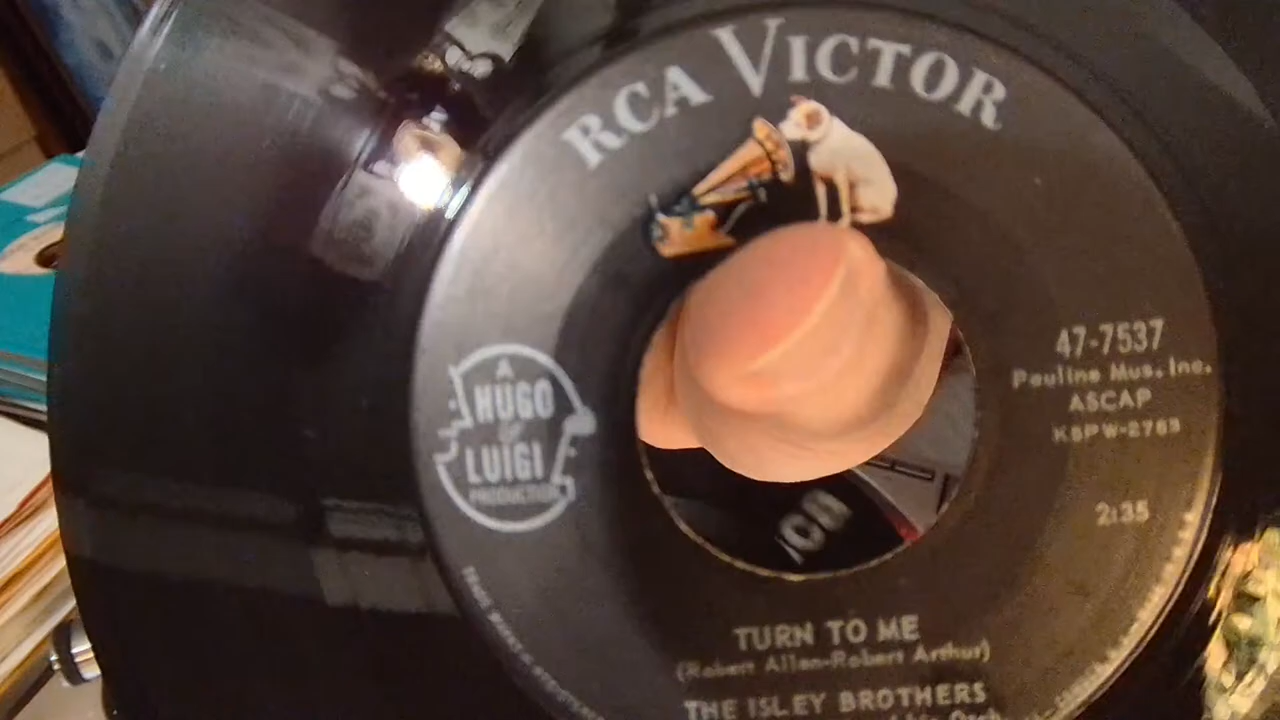 RCA VICTOR
A
HUGO
&
LUIGI
PRODUCTION
47-7537
Pauline Mus. Inc.
ASCAP
2:35
TURN TO ME
(Robert Allen-Robert Arthur)
THE ISLEY BROTHERS